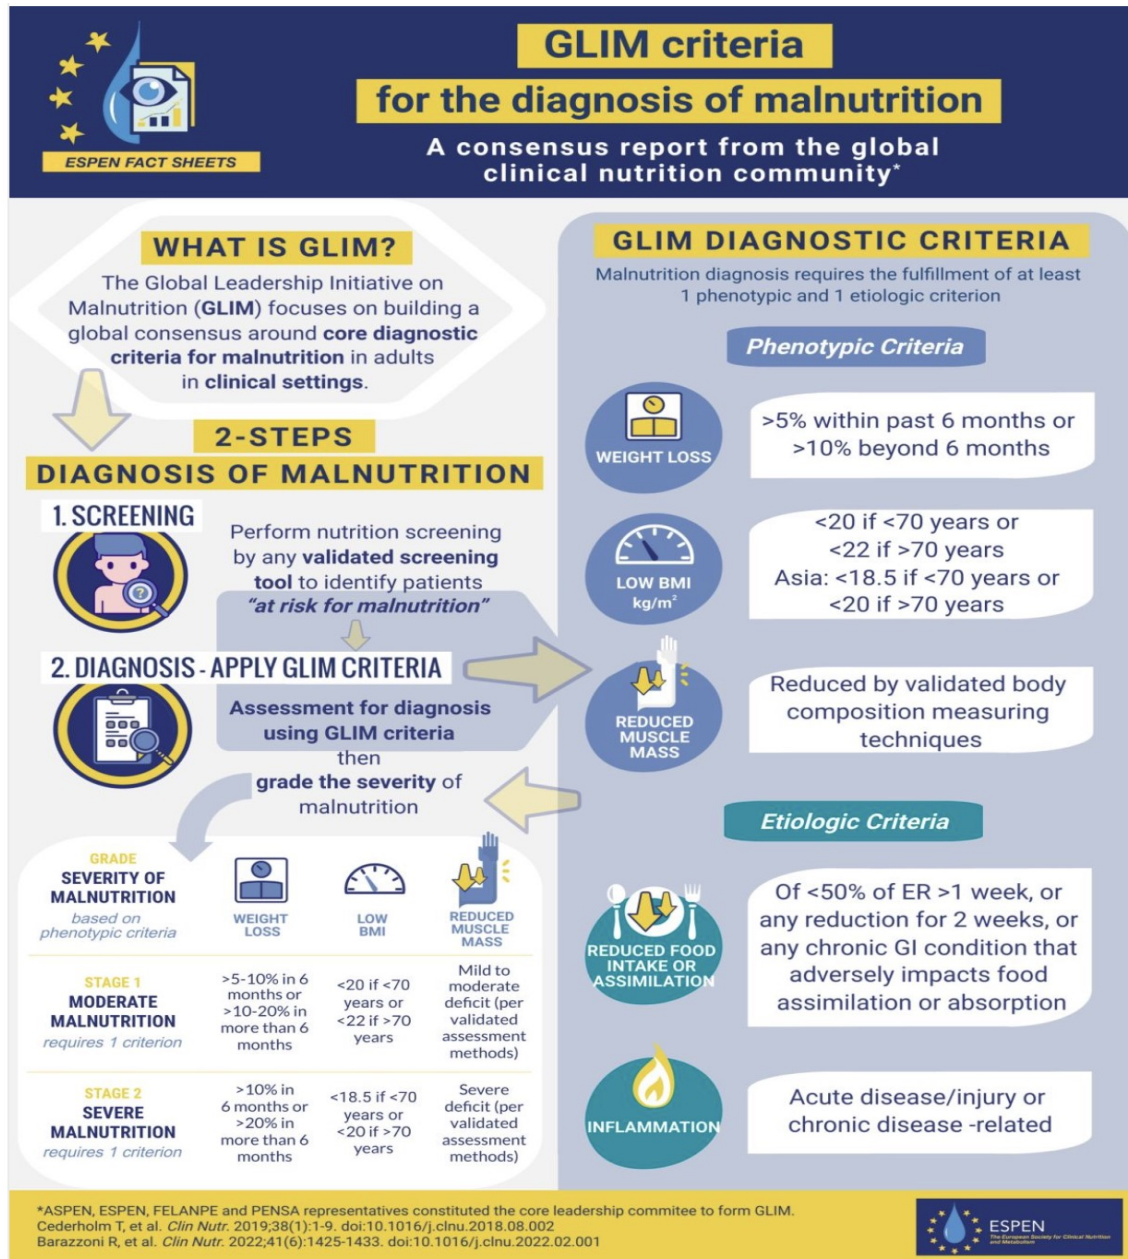 GLIM criteria
for the diagnosis of malnutrition
A consensus report from the global
clinical nutrition community*
ESPEN FACT SHEETS
WHAT IS GLIM?
The Global Leadership Initiative on
Malnutrition (GLIM) focuses on building a
global consensus around core diagnostic
criteria for malnutrition in adults
in clinical settings.
2-STEPS
DIAGNOSIS OF MALNUTRITION
1. SCREENING
?
Perform nutrition screening
by any validated screening
tool to identify patients
"at risk for malnutrition"
2. DIAGNOSIS - APPLY GLIM CRITERIA
Assessment for diagnosis
using GLIM criteria
then
grade the severity of
malnutrition
GRADE
SEVERITY OF
MALNUTRITION
based on
phenotypic criteria
WEIGHT
LOSS
LOW
BMI
REDUCED
MUSCLE
MASS
STAGE 1
MODERATE
MALNUTRITION
requires 1 criterion
>5-10% in 6
months or
>10-20% in
more than 6
months
<20 if <70
years or
<22 if >70
years
Mild to
moderate
deficit (per
validated
assessment
methods)
STAGE 2
SEVERE
MALNUTRITION
requires 1 criterion
>10% in
6 months or
>20% in
more than 6
months
<18.5 if <70
years or
<20 if >70
years
Severe
deficit (per
validated
assessment
methods)
GLIM DIAGNOSTIC CRITERIA
Malnutrition diagnosis requires the fulfillment of at least
1 phenotypic and 1 etiologic criterion
Phenotypic Criteria
WEIGHT LOSS
>5% within past 6 months or
>10% beyond 6 months
LOW BMI
kg/m²
<20 if <70 years or
<22 if >70 years
Asia: <18.5 if <70 years or
<20 if >70 years
REDUCED
MUSCLE
MASS
Reduced by validated body
composition measuring
techniques
Etiologic Criteria
REDUCED FOOD
INTAKE OR
ASSIMILATION
Of <50% of ER >1 week, or
any reduction for 2 weeks, or
any chronic GI condition that
adversely impacts food
assimilation or absorption
INFLAMMATION
Acute disease/injury or
chronic disease -related
*ASPEN, ESPEN, FELANPE and PENSA representatives constituted the core leadership commitee to form GLIM.
Cederholm T, et al. Clin Nutr. 2019;38(1):1-9. doi:10.1016/j.clnu.2018.08.002
Barazzoni R, et al. Clin Nutr. 2022;41(6):1425-1433. doi:10.1016/j.clnu.2022.02.001
ESPEN
The European Society for Clinical Nutrition
and Metabolism